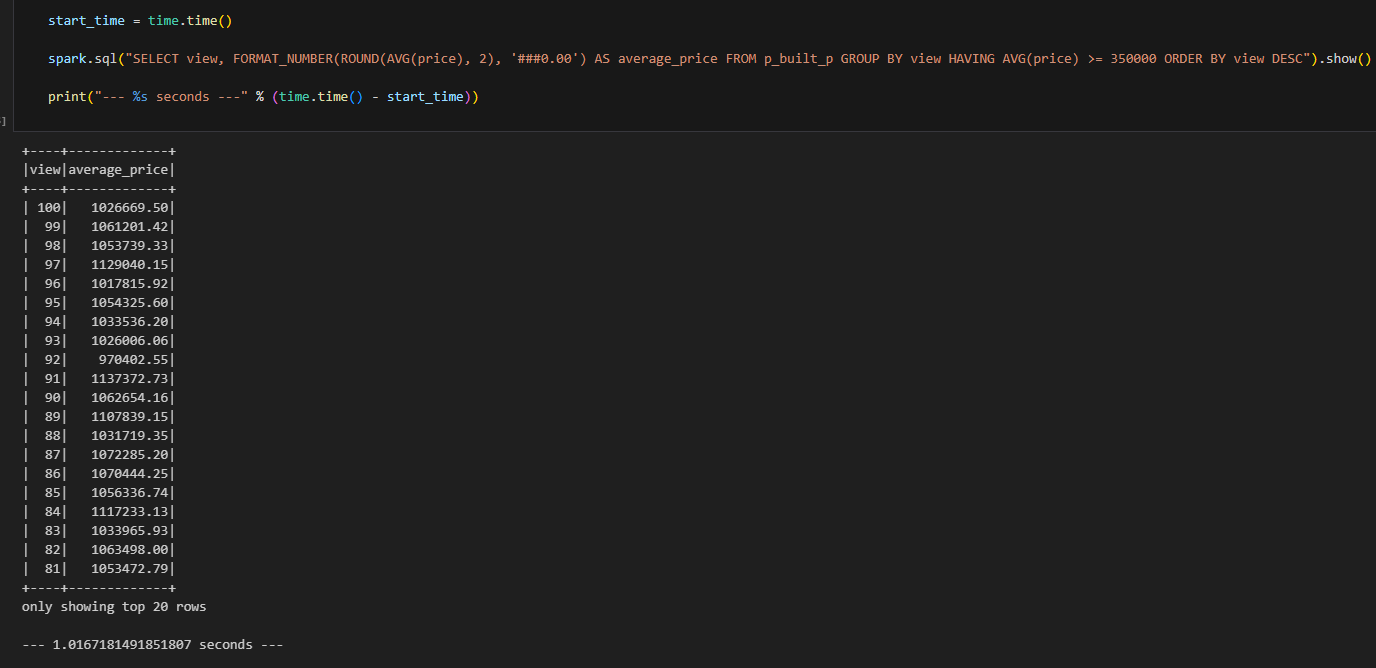 start_time = time.time()
spark.sql("SELECT view, FORMAT_NUMBER(ROUND(AVG(price), 2), '###0.00') AS average_price FROM p_built_p GROUP BY view HAVING AVG(price) >= 350000 ORDER BY view DESC").show()
print("--- %s seconds ---" % (time.time() - start_time))
]
+----+-------------+
|view|average_price|
+----+-------------+
| 100|   1026669.50|
|  99|   1061201.42|
|  98|   1053739.33|
|  97|   1129040.15|
|  96|   1017815.92|
|  95|   1054325.60|
|  94|   1033536.20|
|  93|   1026006.06|
|  92|    970402.55|
|  91|   1137372.73|
|  90|   1062654.16|
|  89|   1107839.15|
|  88|   1031719.35|
|  87|   1072285.20|
|  86|   1070444.25|
|  85|   1056336.74|
|  84|   1117233.13|
|  83|   1033965.93|
|  82|   1063498.00|
|  81|   1053472.79|
+----+-------------+
only showing top 20 rows
--- 1.0167181491851807 seconds ---